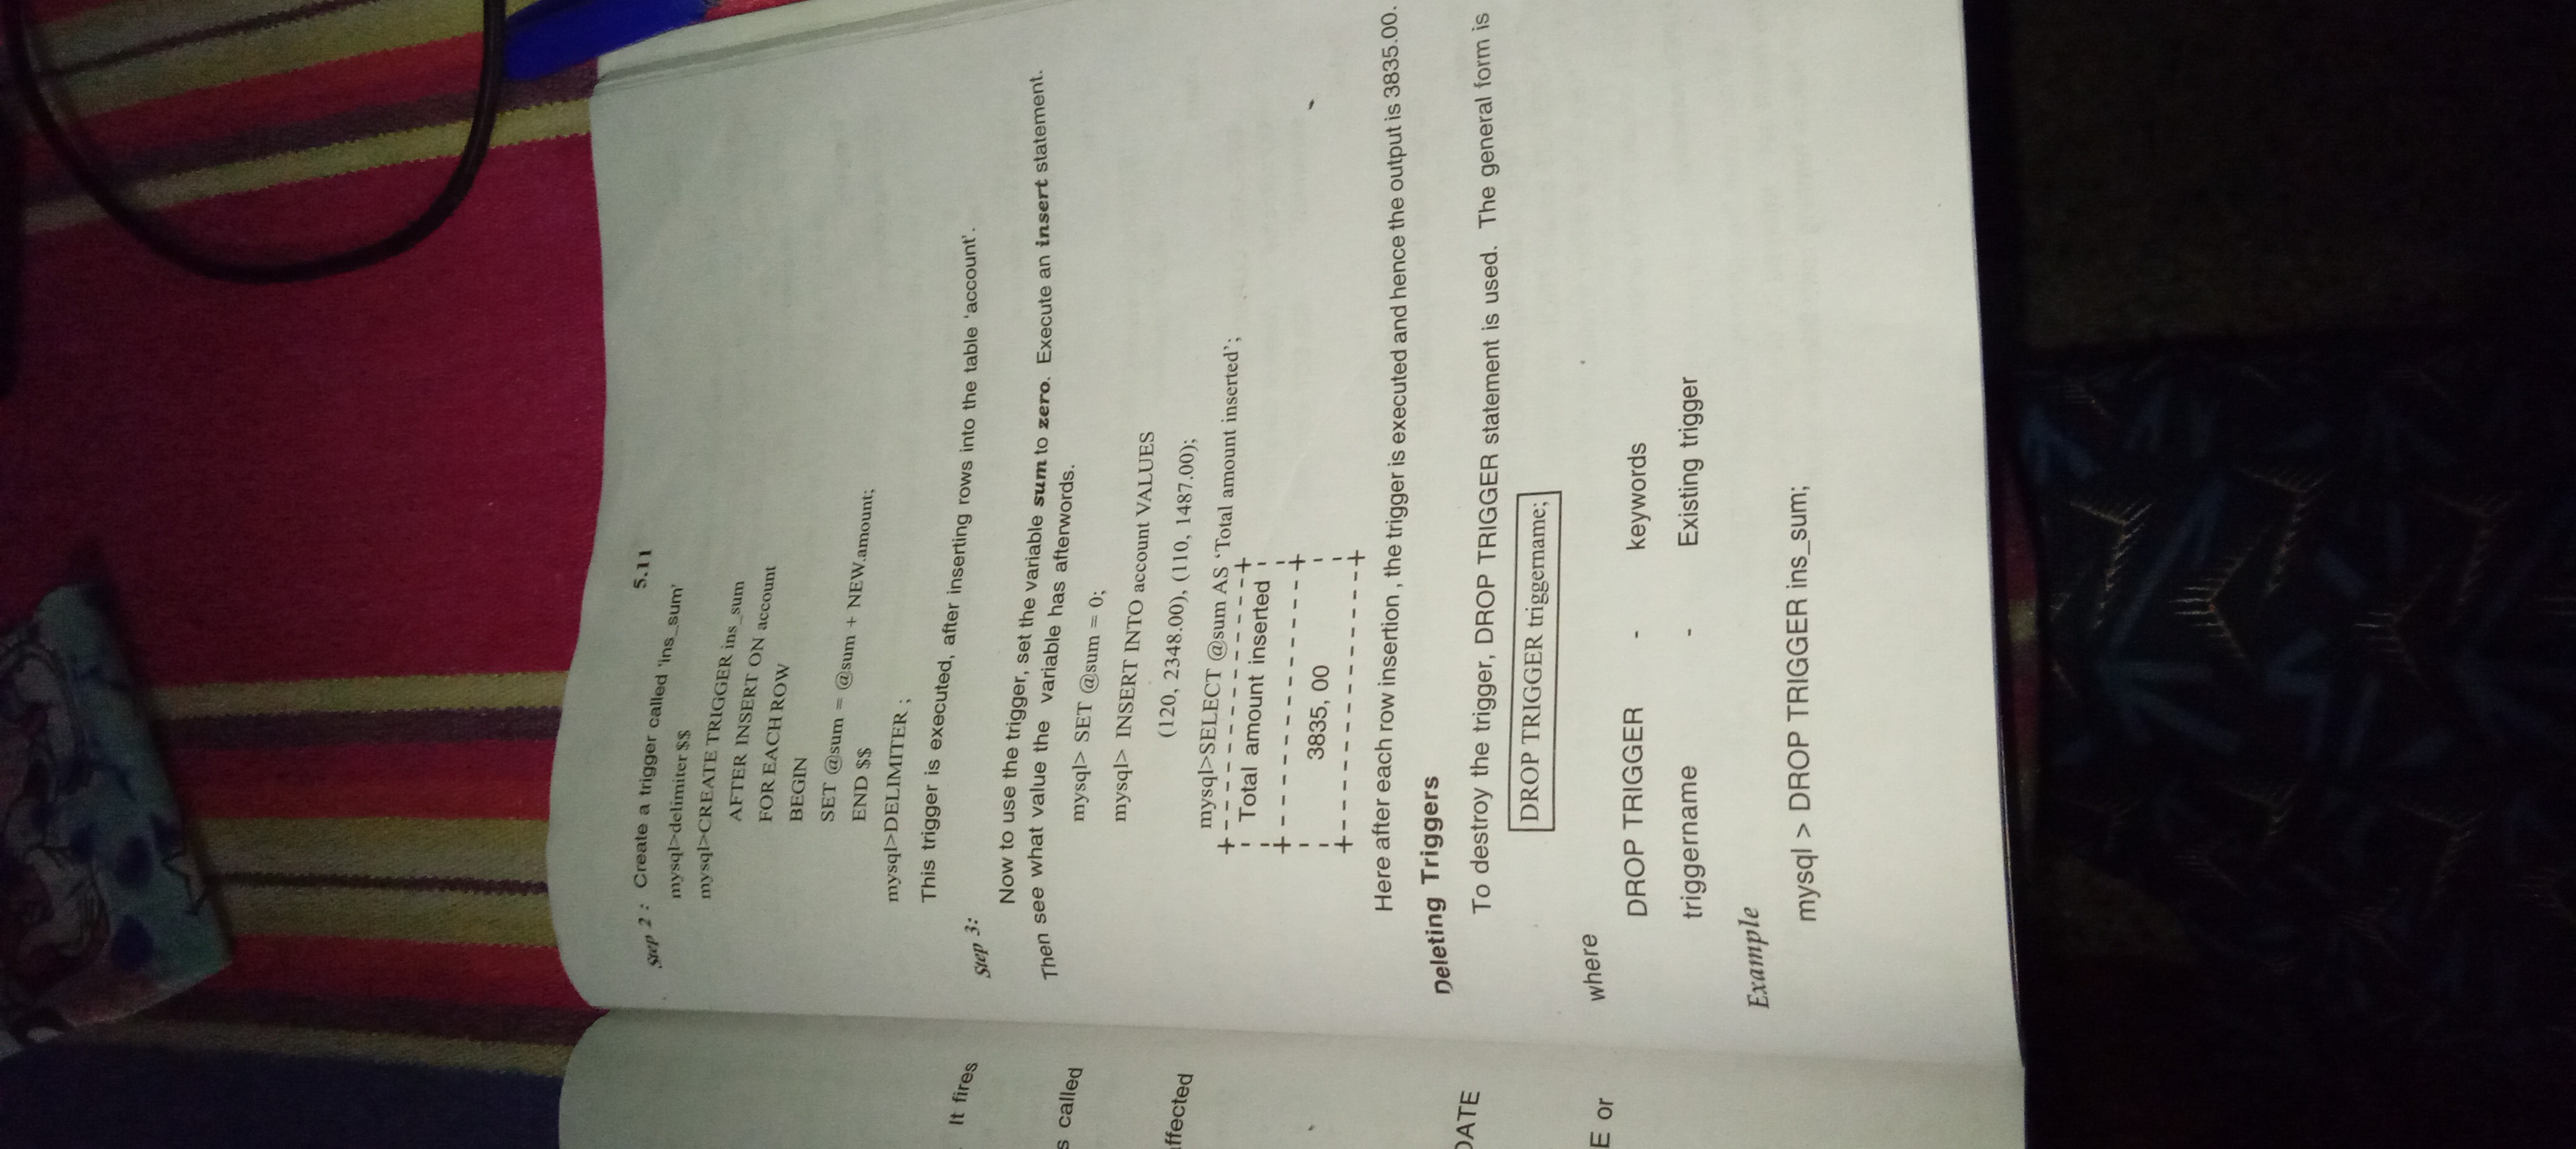 It fires
s called
ffected
DATE
E or
5.11
Step 2 : Create a trigger called 'ins_sum'
mysql>delimiter $$
mysql>CREATE TRIGGER ins_sum
AFTER INSERT ON account
FOR EACH ROW
BEGIN
SET @sum = @sum + NEW.amount;
END $$
mysql>DELIMITER ;
This trigger is executed, after inserting rows into the table 'account'.
Step 3:
Now to use the trigger, set the variable sum to zero. Execute an insert statement.
Then see what value the variable has afterwords.
mysql> SET @sum = 0;
mysql> INSERT INTO account VALUES
(120, 2348.00), (110, 1487.00);
mysql>SELECT @sum AS 'Total amount inserted';
Total amount inserted
3835, 00
Here after each row insertion , the trigger is executed and hence the output is 3835.00.
Deleting Triggers
To destroy the trigger, DROP TRIGGER statement is used. The general form is
DROP TRIGGER triggername;
where
DROP TRIGGER - keywords
triggername - Existing trigger
Example
mysql > DROP TRIGGER ins_sum;